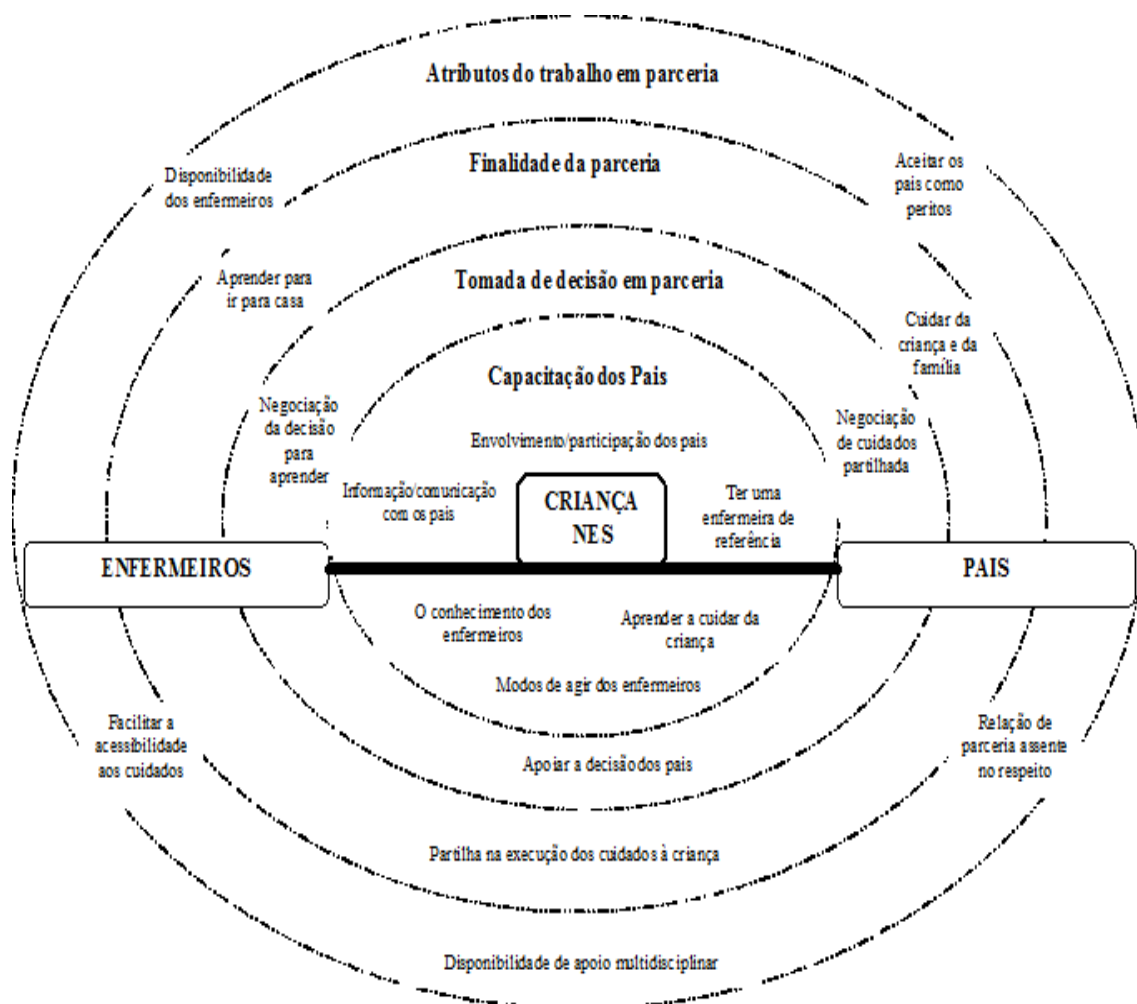 Atributos do trabalho em parceria
Disponibilidade
dos enfermeiros
Finalidade da parceria
Aceitar os
pais como
peritos
Aprender para
ir para casa
Tomada de decisão em parceria
Cuidar da
criança e da
família
Capacitação dos Pais
Negociação
da decisão
para
aprender
Envolvimento/participação dos pais
Negociação
de cuidados
partilhada
Informação/comunicação
com os pais
CRIANÇA
NES
Ter uma
enfermeira de
referência
ENFERMEIROS
PAIS
O conhecimento dos
enfermeiros
Aprender a cuidar da
criança
Modos de agir dos enfermeiros
Facilitar a
acessibilidade
aos cuidados
Apoiar a decisão dos pais
Relação de
parceria assente
no respeito
Partilha na execução dos cuidados à criança
Disponibilidade de apoio multidisciplinar